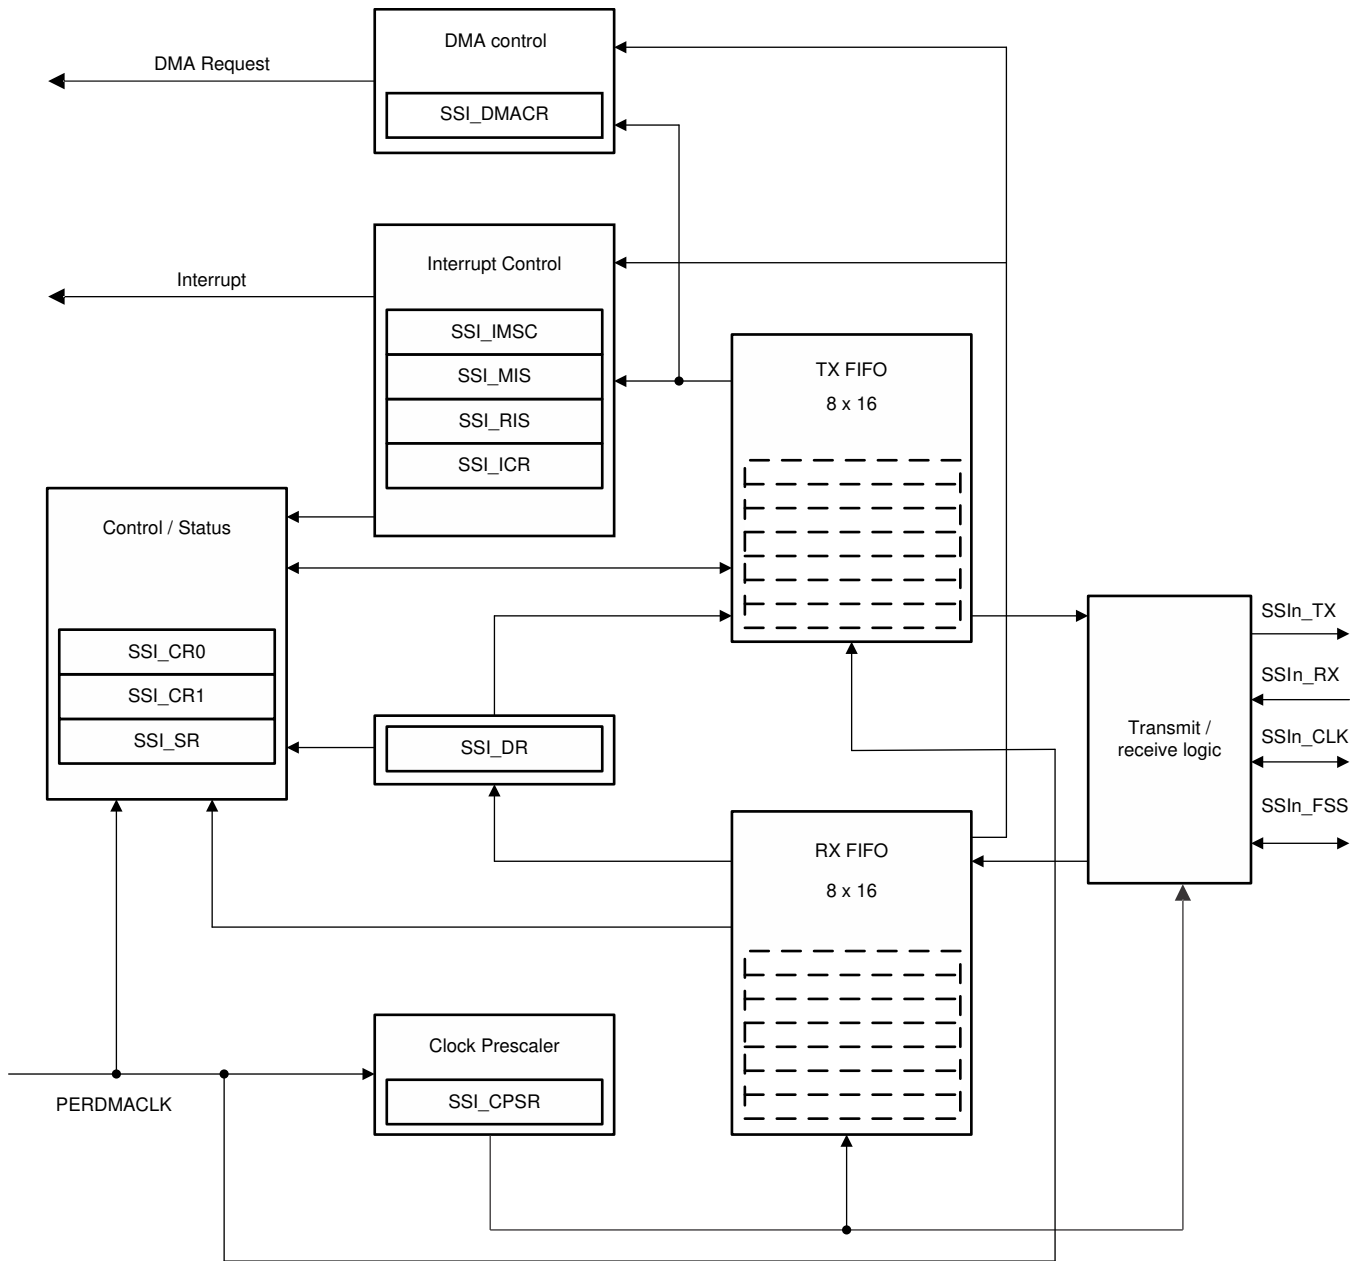 DMA control
DMA Request
SSI_DMACR
Interrupt Control
Interrupt
SSI_IMSC
SSI_MIS
SSI_RIS
SSI_ICR
TX FIFO
8 x 16
Control / Status
SSI_CR0
SSI_CR1
SSI_SR
SSI_DR
Transmit /
receive logic
SSIn_TX
SSIn_RX
SSIn_CLK
SSIn_FSS
RX FIFO
8 x 16
Clock Prescaler
SSI_CPSR
PERDMACLK